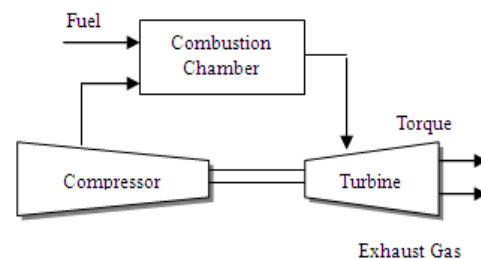 Fuel
Combustion
Chamber
Torque
Compressor
Turbine
Exhaust Gas